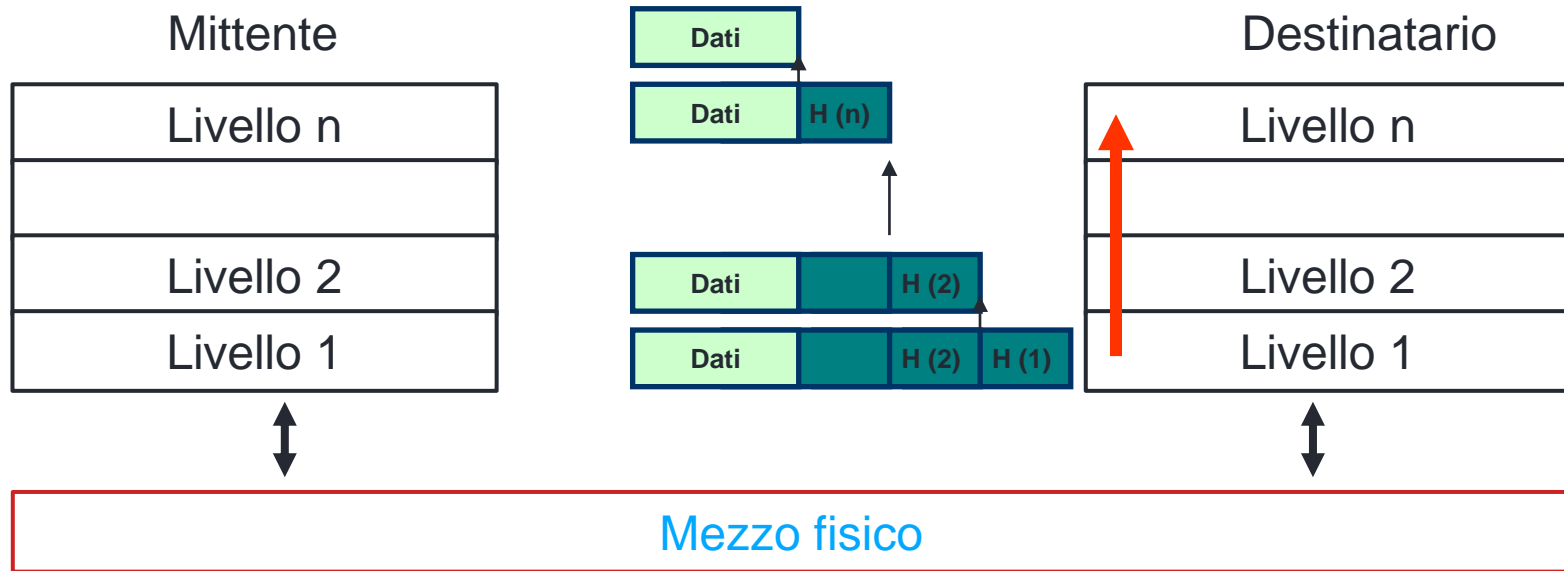 Mittente
Dati
Destinatario
Livello n
Dati H (n)
Livello n
Livello 2
Dati H (2)
Livello 2
Livello 1
Dati H (2) H (1)
Livello 1
Mezzo fisico